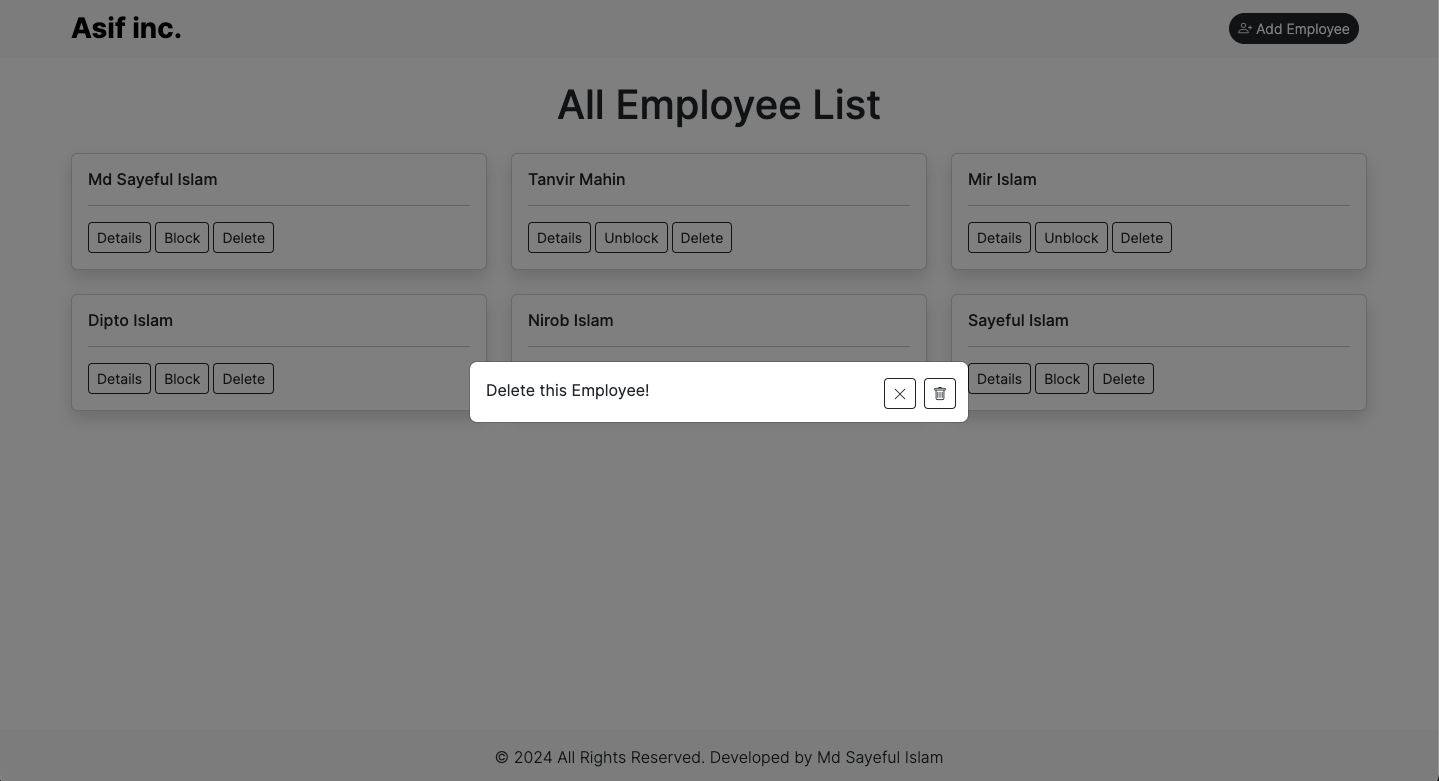 Asif inc.
Add Employee
All Employee List
Md Sayeful Islam
Details Block Delete
Tanvir Mahin
Details Unblock Delete
Mir Islam
Details Unblock Delete
Dipto Islam
Details Block Delete
Nirob Islam
Sayeful Islam
Details Block Delete
Delete this Employee!
© 2024 All Rights Reserved. Developed by Md Sayeful Islam